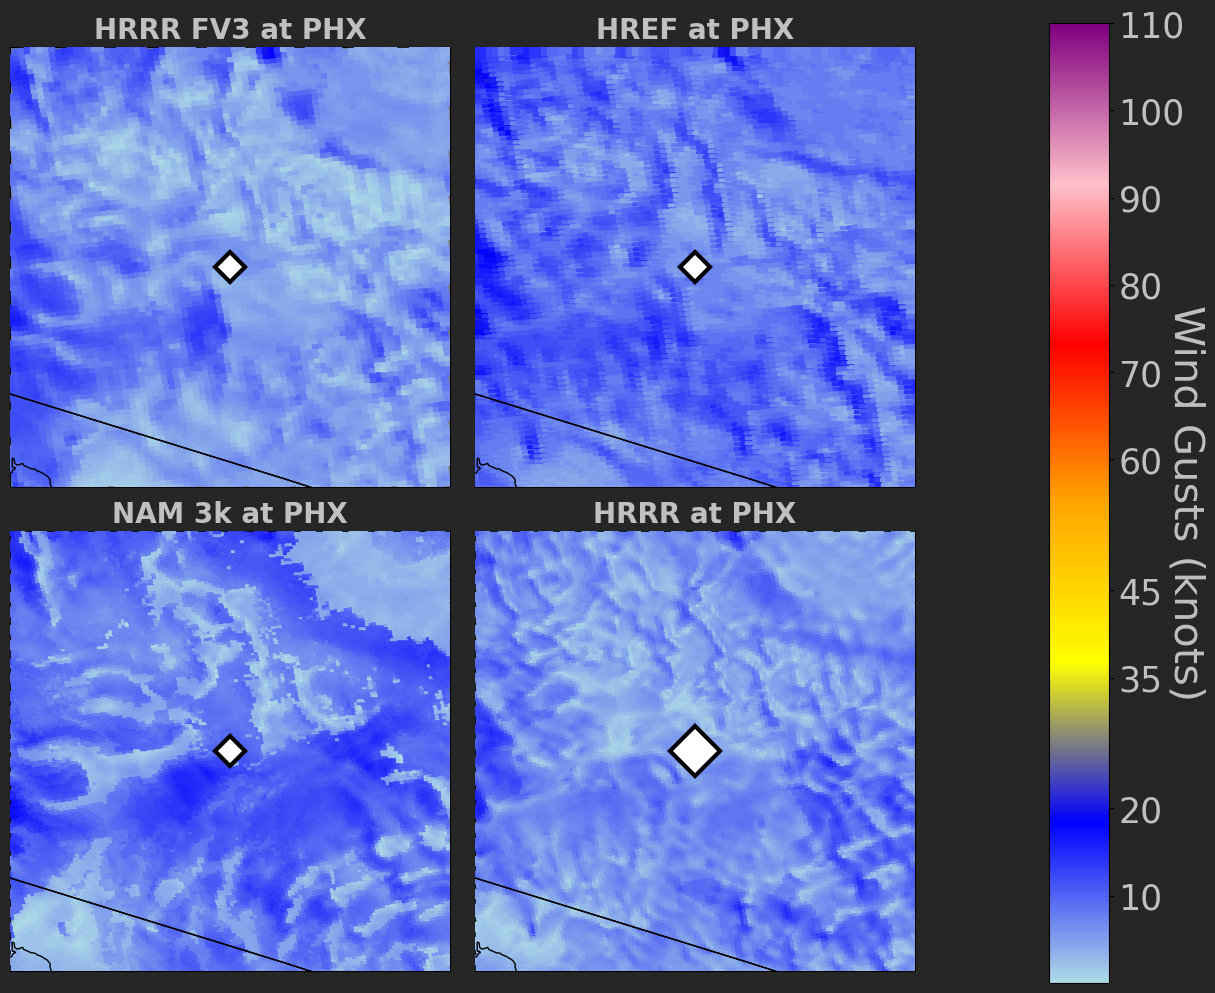 HRRR FV3 at PHX
HREF at PHX
NAM 3k at PHX
HRRR at PHX
110
100
90
80
70
60
45
35
20
10
Wind Gusts (knots)